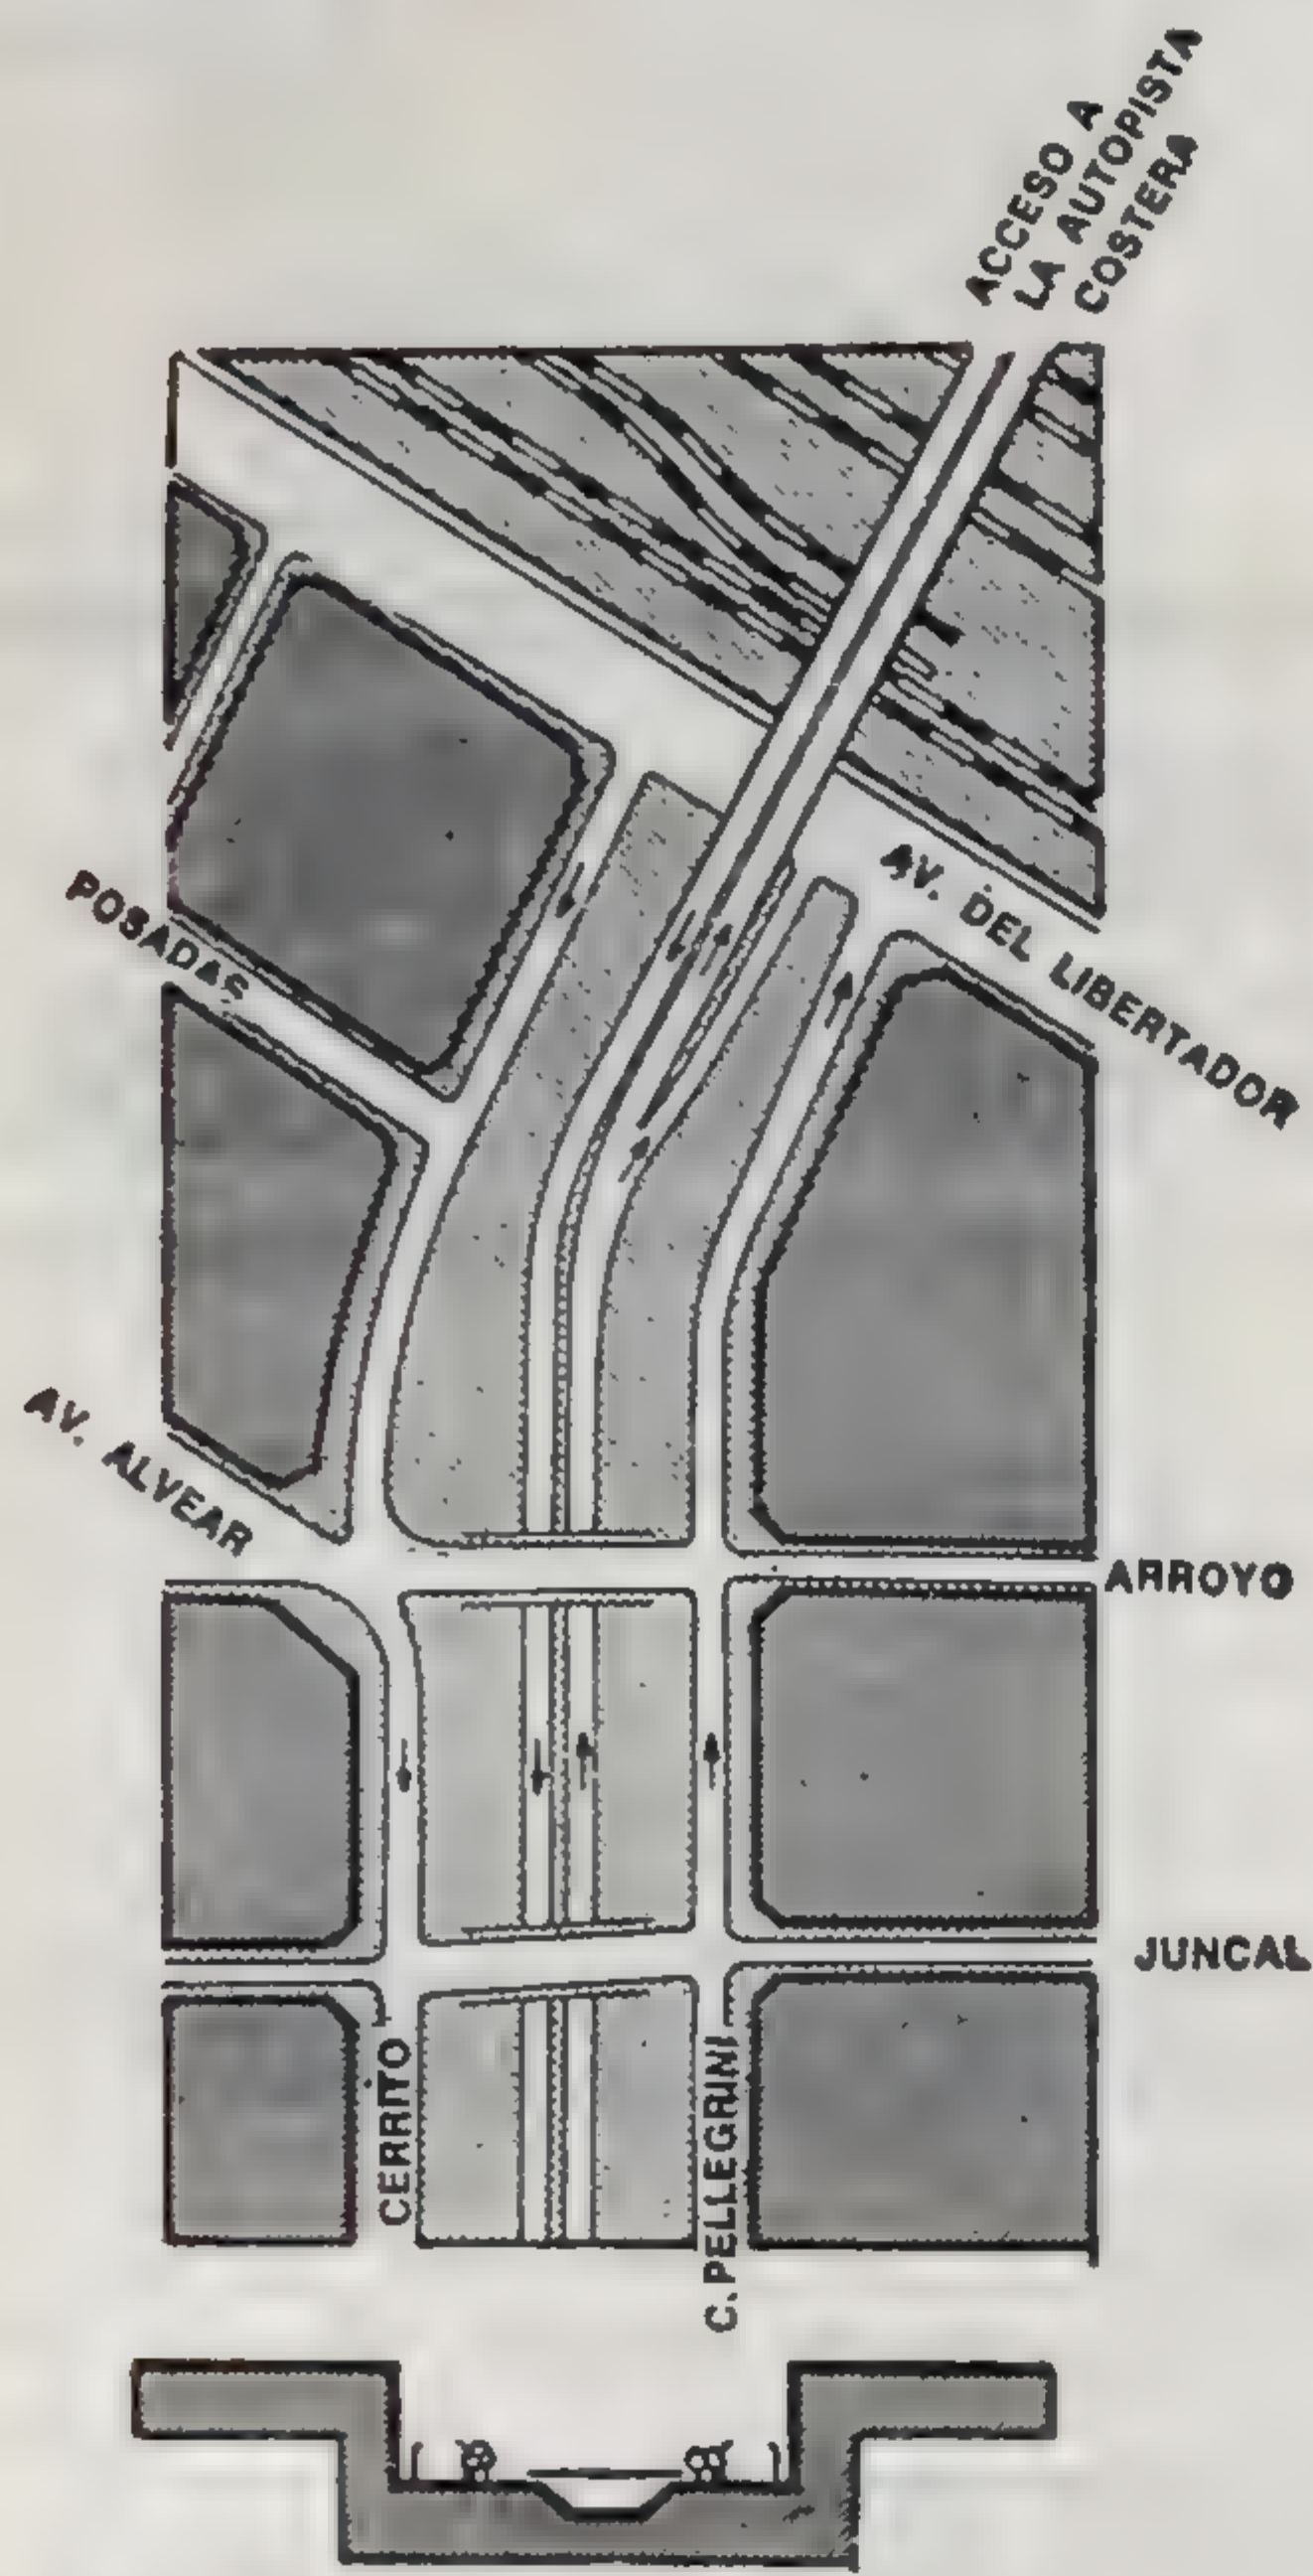 ACCESO A
LA AUTOPISTA
COSTERA
POSADAS
AV. DEL LIBERTADOR
AV. ALVEAR
ARROYO
JUNCAL
CERRITO
C. PELLEGRINI